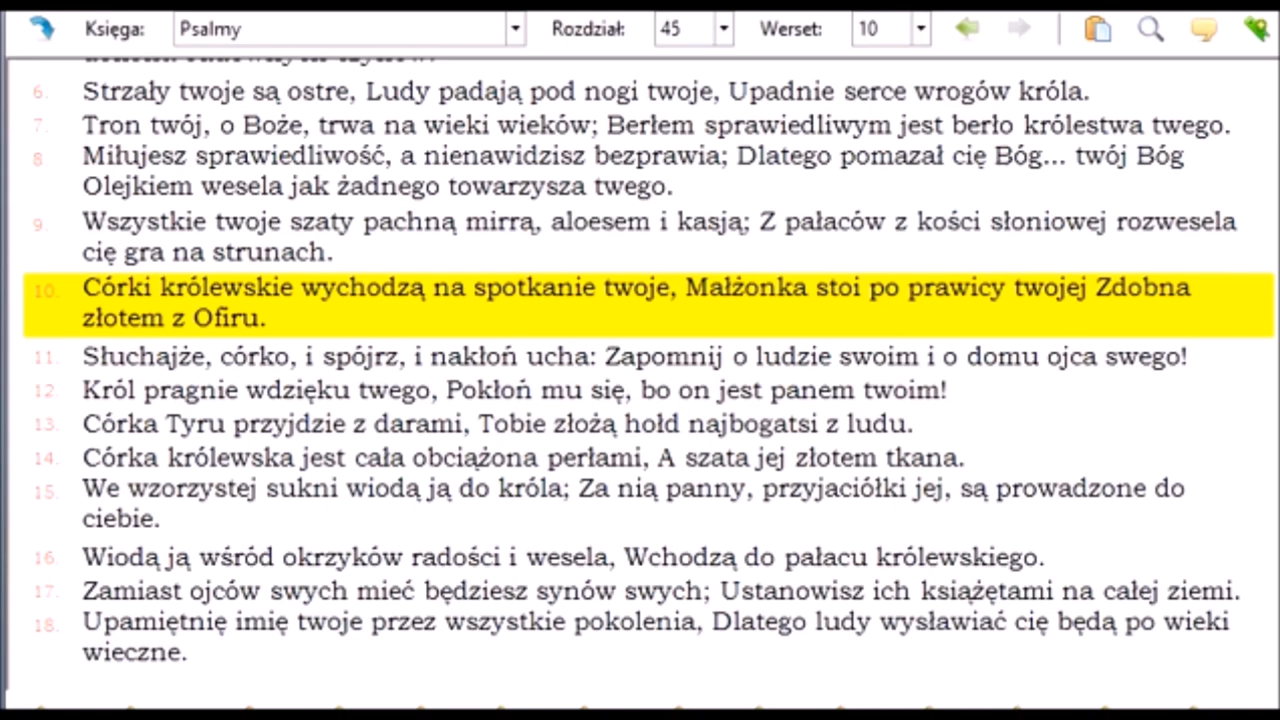 Księga: Psalmy Rozdział: 45 Werset: 10
6. Strzały twoje są ostre, Ludy padają pod nogi twoje, Upadnie serce wrogów króla.
7. Tron twój, o Boże, trwa na wieki wieków; Berłem sprawiedliwym jest berło królestwa twego.
8 Miłujesz sprawiedliwość, a nienawidzisz bezprawia; Dlatego pomazał cię Bóg... twój Bóg
Olejkiem wesela jak żadnego towarzysza twego.
9. Wszystkie twoje szaty pachną mirrą, aloesem i kasją; Z pałaców z kości słoniowej rozwesela
cię gra na strunach.
10. Córki królewskie wychodzą na spotkanie twoje, Małżonka stoi po prawicy twojej Zdobna
złotem z Ofiru.
11. Słuchajże, córko, i spójrz, i nakłoń ucha: Zapomnij o ludzie swoim i o domu ojca swego!
12. Król pragnie wdzięku twego, Pokłoń mu się, bo on jest panem twoim!
13. Córka Tyru przyjdzie z darami, Tobie złożą hołd najbogatsi z ludu.
14. Córka królewska jest cała obciążona perłami, A szata jej złotem tkana.
15. We wzorzystej sukni wiodą ją do króla; Za nią panny, przyjaciółki jej, są prowadzone do
ciebie.
16. Wiodą ją wśród okrzyków radości i wesela, Wchodzą do pałacu królewskiego.
17. Zamiast ojców swych mieć będziesz synów swych; Ustanowisz ich książętami na całej ziemi.
18. Upamiętnię imię twoje przez wszystkie pokolenia, Dlatego ludy wysławiać cię będą po wieki
wieczne.